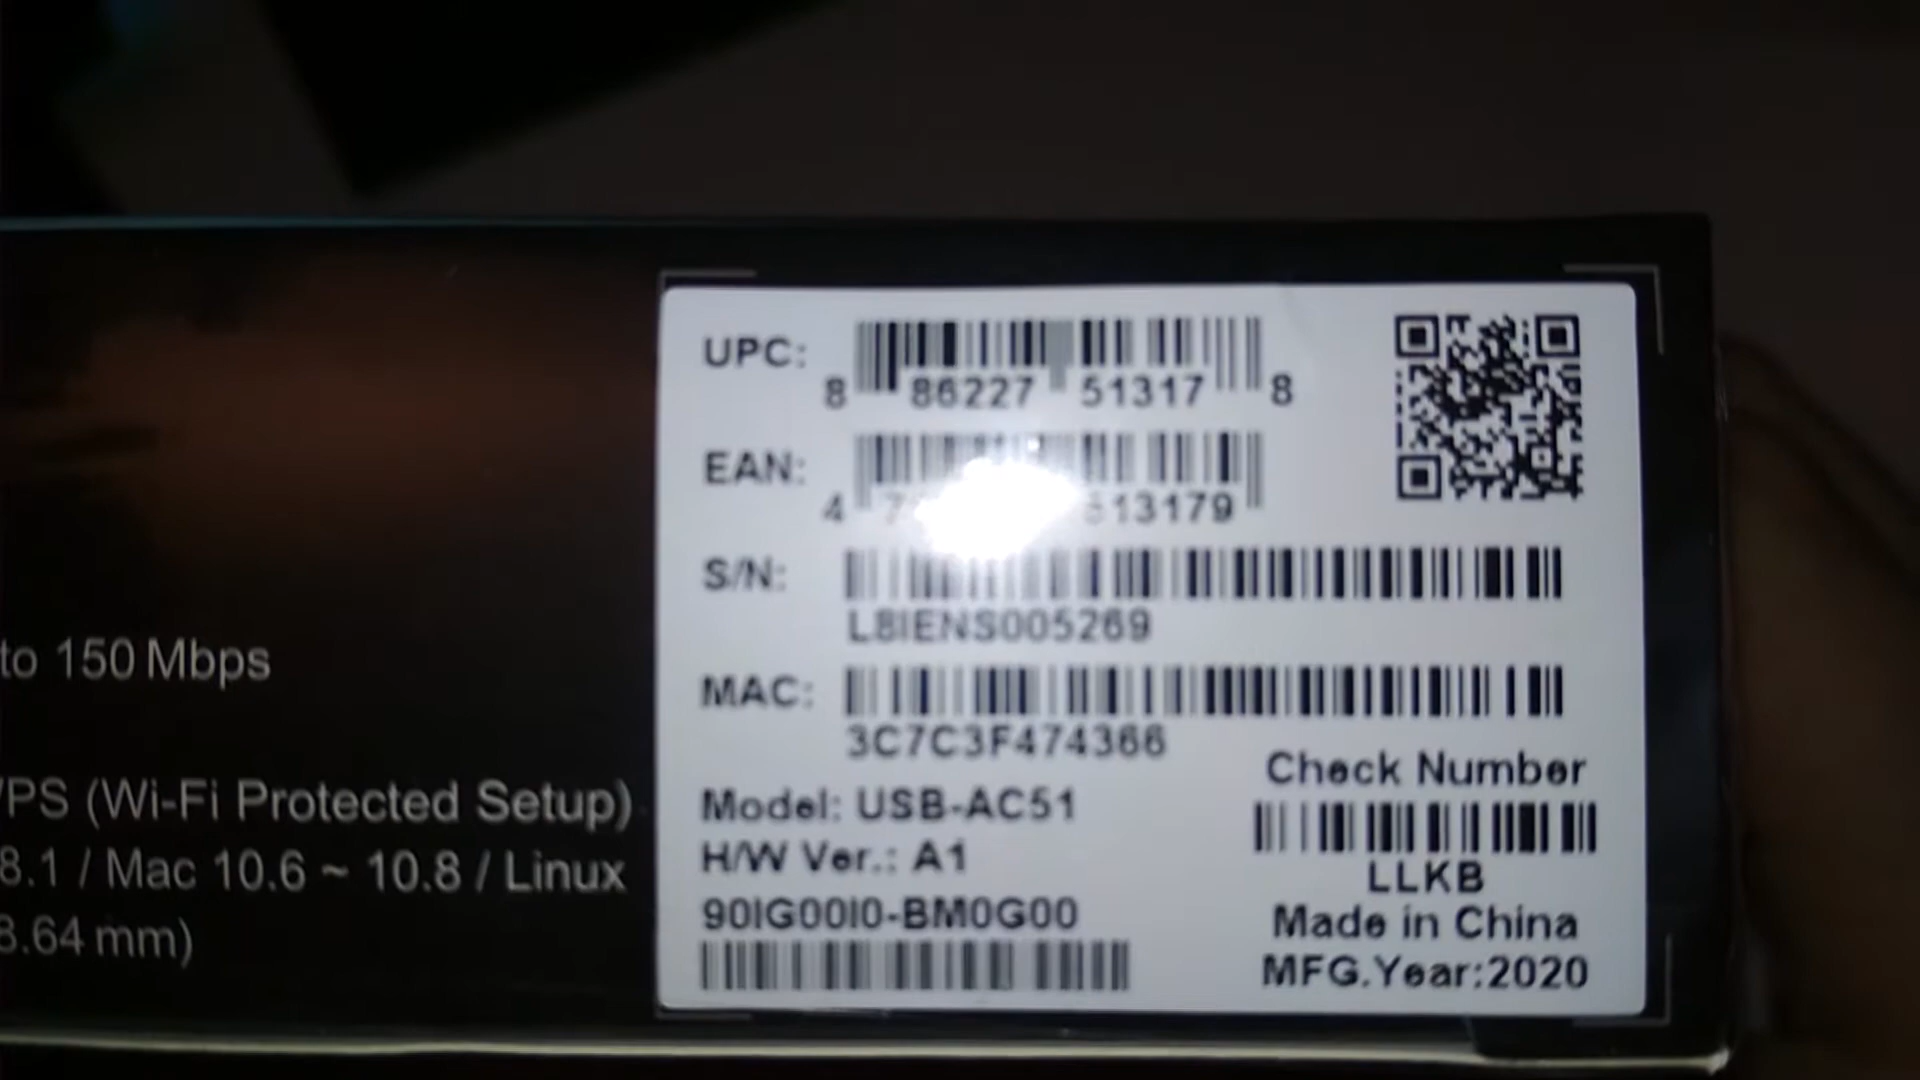 to 150 Mbps
PS (Wi-Fi Protected Setup)
8.1 / Mac 10.6 ~ 10.8 / Linux
8.64 mm)
UPC:
8 86227 51317 8
EAN:
S/N:
L8IENS005269
MAC:
3C7C3F474366
Model: USB-AC51
H/W Ver.: A1
90IG00I0-BM0G00
Check Number
LLKB
Made in China
MFG.Year:2020